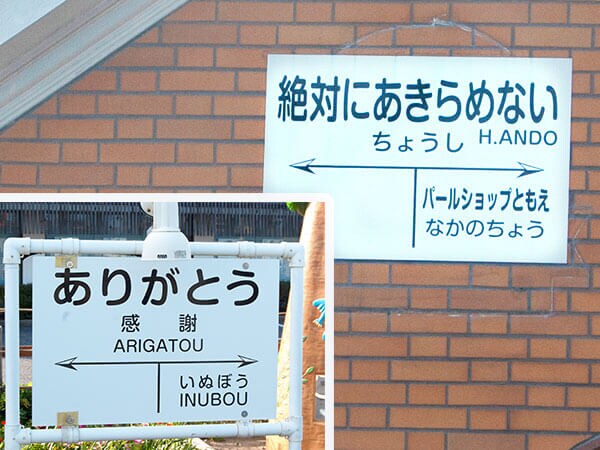 絶対にあきらめない
ちょうし H.ANDO
パールショップともえ
なかのちょう
ありがとう
感謝
ARIGATOU
いぬぼう
INUBOU